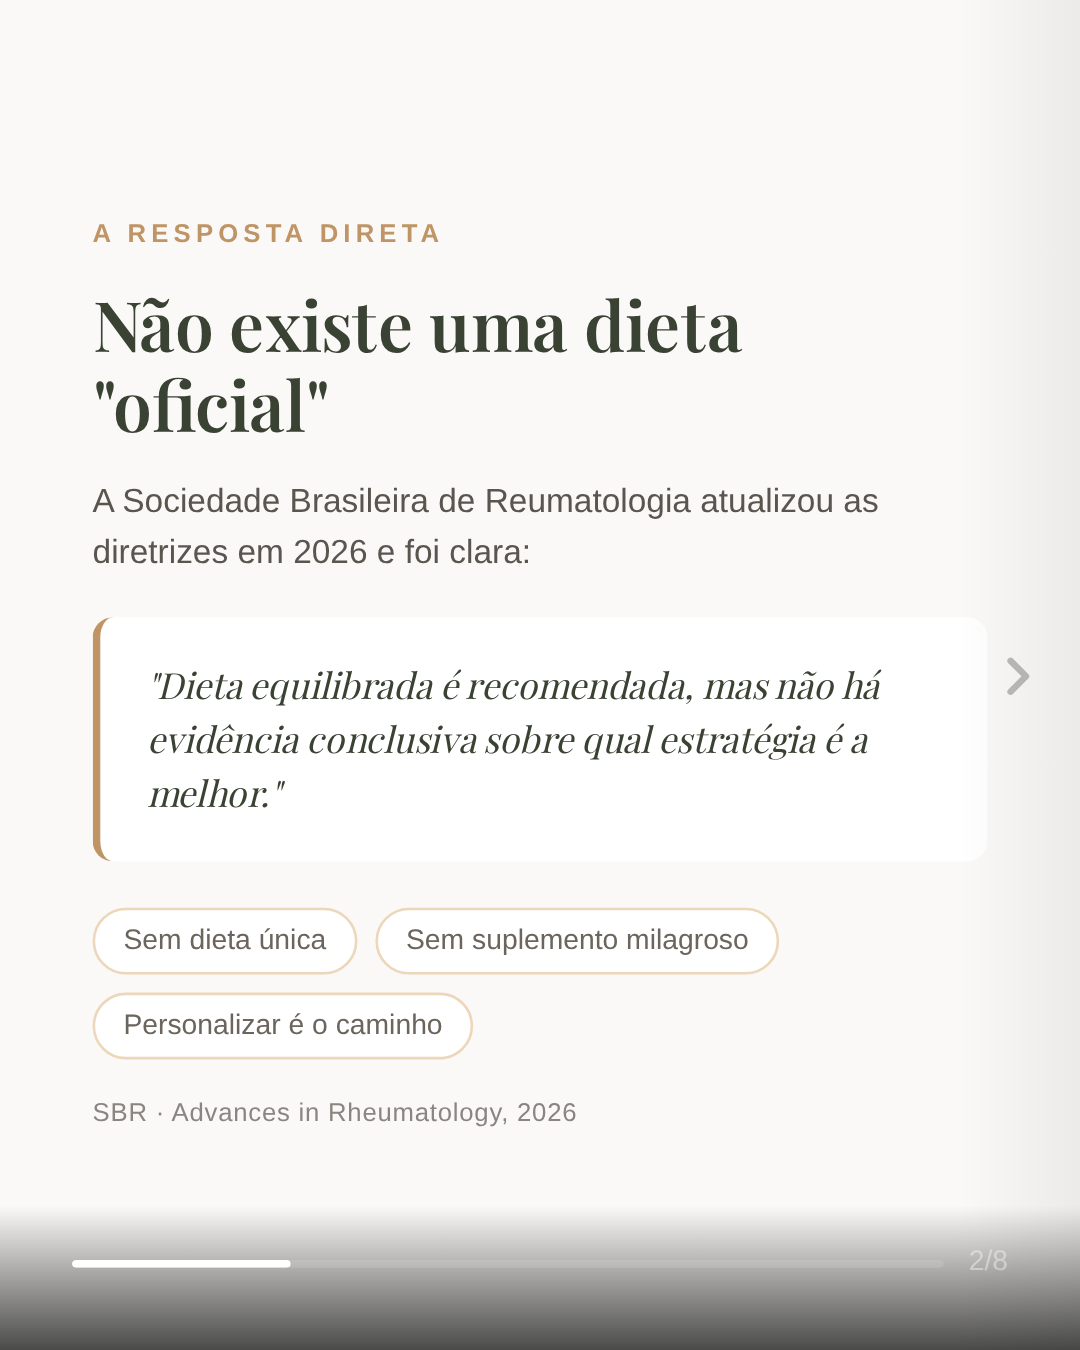 A RESPOSTA DIRETA
Não existe uma dieta
"oficial"
A Sociedade Brasileira de Reumatologia atualizou as
diretrizes em 2026 e foi clara:
"Dieta equilibrada é recomendada, mas não há
evidência conclusiva sobre qual estratégia é a
melhor."
Sem dieta única
Sem suplemento milagroso
Personalizar é o caminho
SBR · Advances in Rheumatology, 2026
2/8